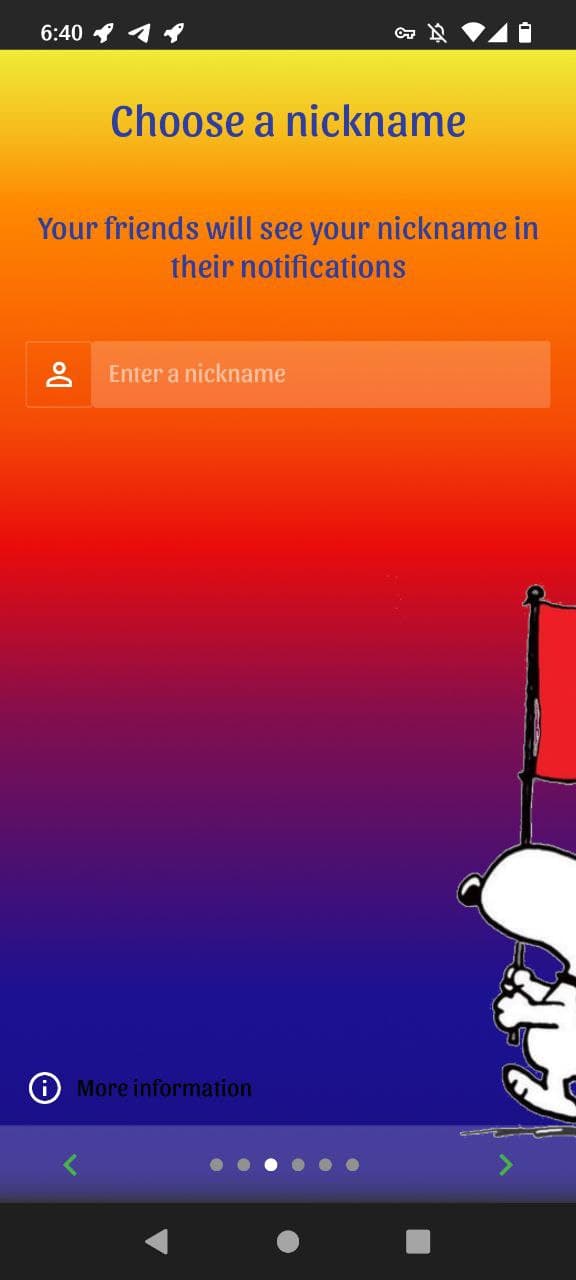 6:40
Choose a nickname
Your friends will see your nickname in
their notifications
Enter a nickname
More information